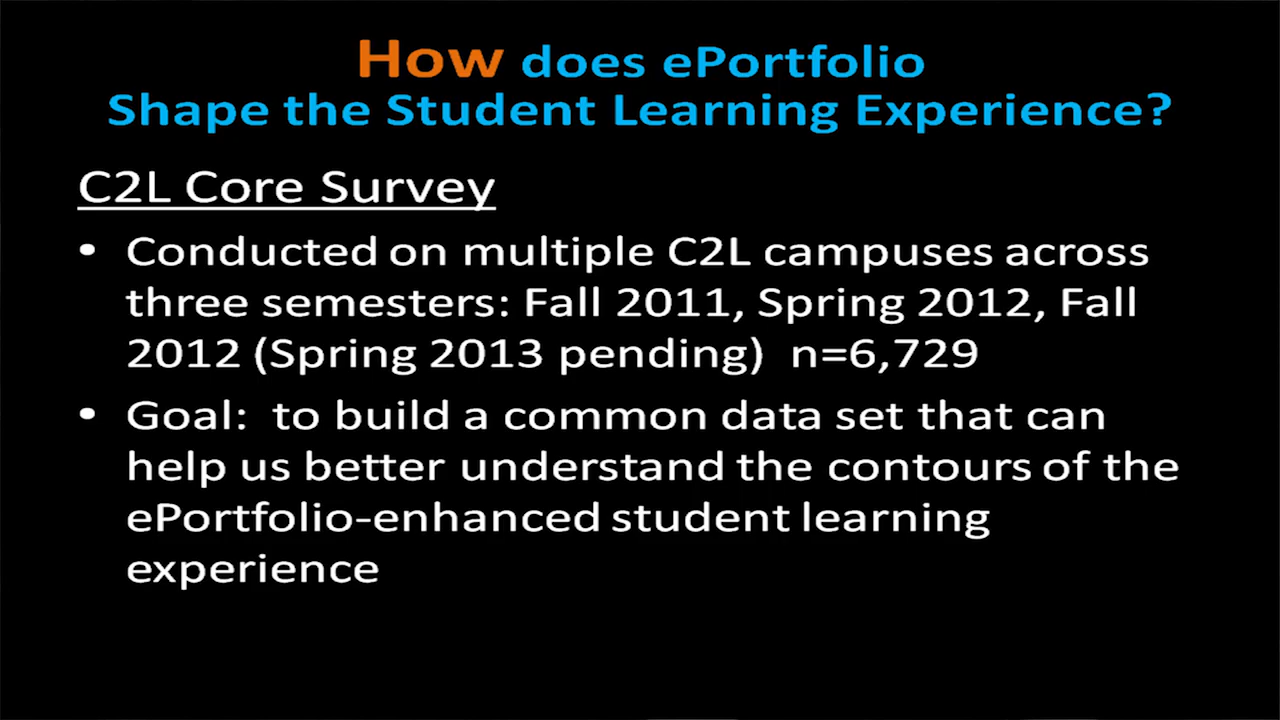 How does ePortfolio
Shape the Student Learning Experience?
C2L Core Survey
• Conducted on multiple C2L campuses across
three semesters: Fall 2011, Spring 2012, Fall
2012 (Spring 2013 pending)  n=6,729
• Goal:  to build a common data set that can
help us better understand the contours of the
ePortfolio-enhanced student learning
experience